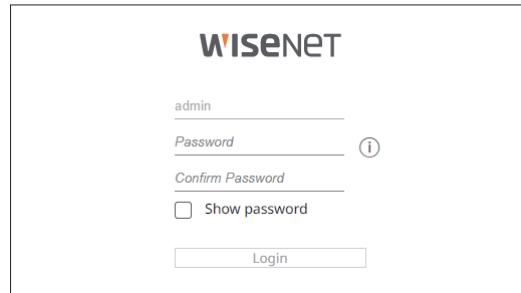 WISENET
admin
Password
i
Confirm Password
Show password
Login